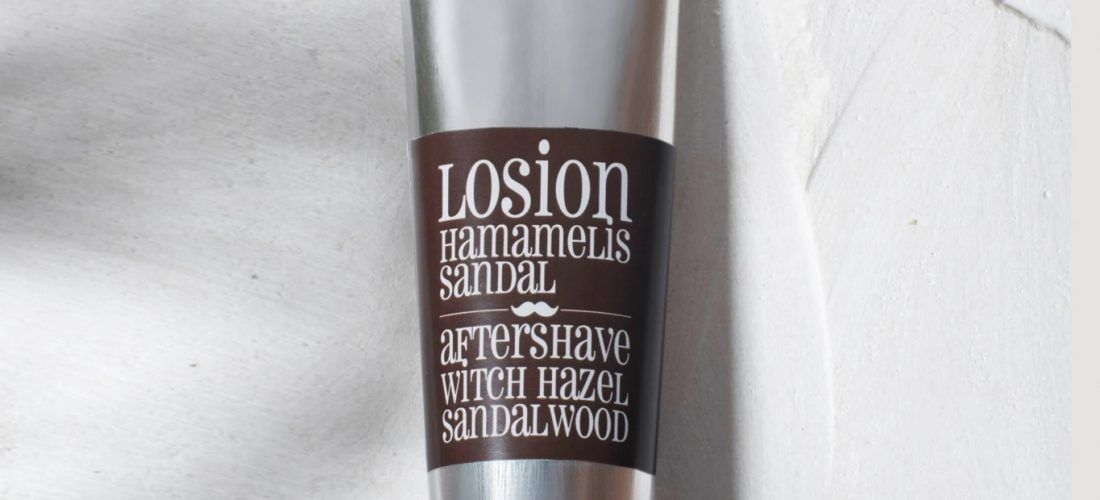 Losion
Hamamelis
Sandal
Aftershave
Witch Hazel
Sandalwood